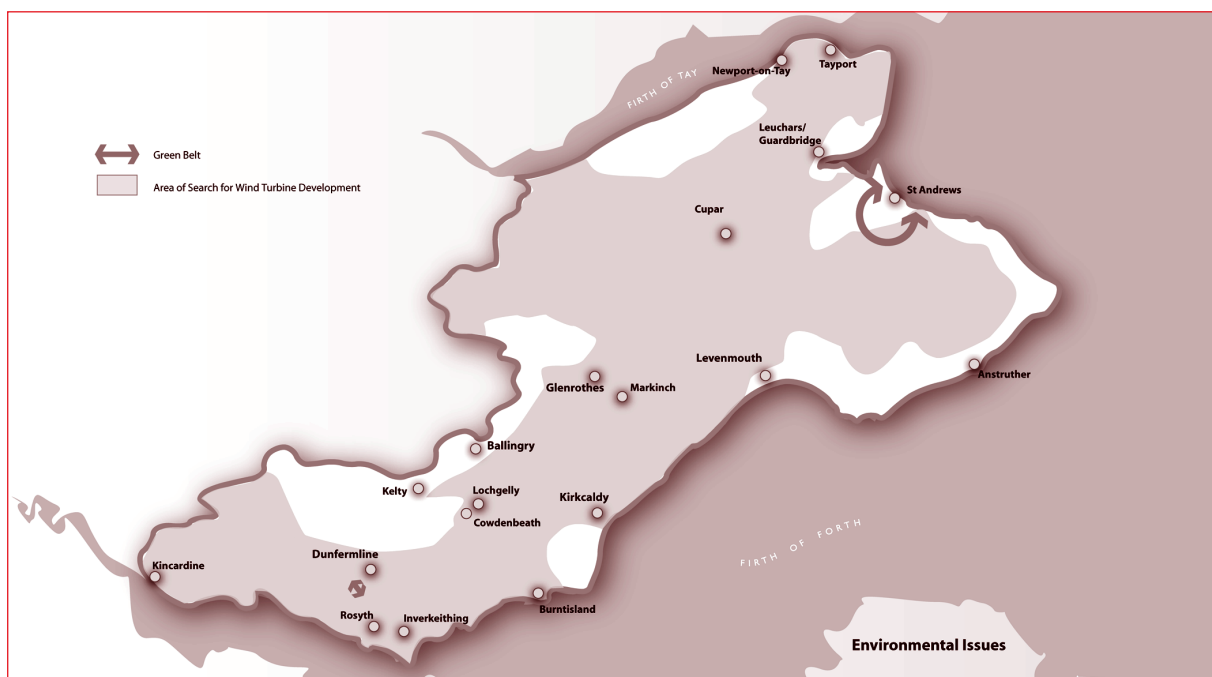 Newport-on-Tay
Tayport
FIRTH OF TAY
Leuchars/
Guardbridge
Green Belt
Area of Search for Wind Turbine Development
St Andrews
Cupar
Levenmouth
Anstruther
Glenrothes
Markinch
Ballingry
Kelty
Lochgelly
Kirkcaldy
Cowdenbeath
FIRTH OF FORTH
Dunfermline
Kincardine
Burntisland
Rosyth
Inverkeithing
Environmental Issues